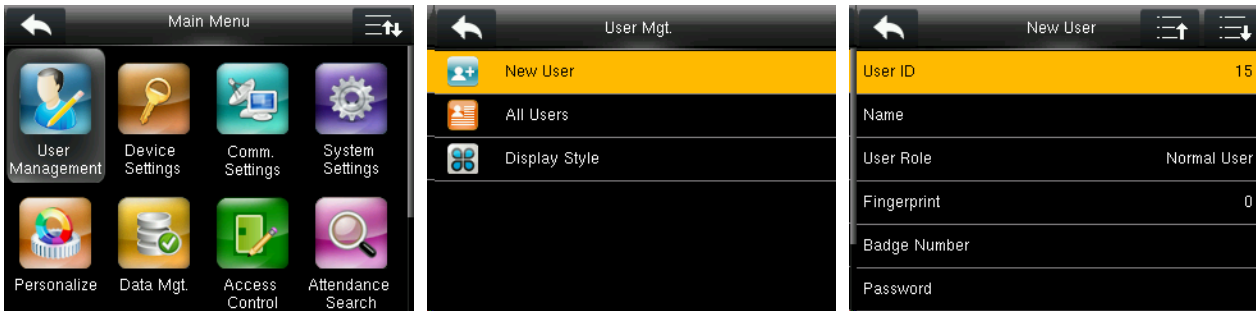 Main Menu
User
Management
Device
Settings
Comm.
Settings
System
Settings
Personalize
Data Mgt.
Access
Control
Attendance
Search
User Mgt.
New User
All Users
Display Style
New User
User ID 15
Name
User Role Normal User
Fingerprint 0
Badge Number
Password